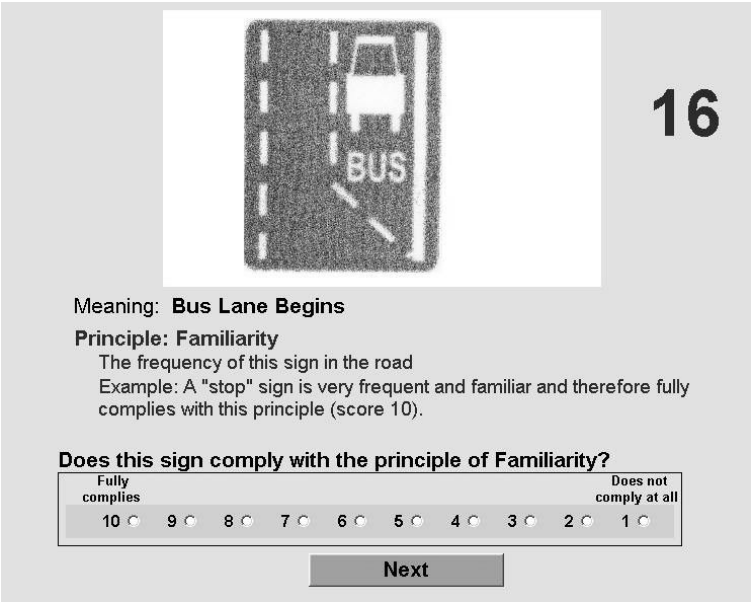 BUS
16
Meaning: Bus Lane Begins
Principle: Familiarity
The frequency of this sign in the road
Example: A "stop" sign is very frequent and familiar and therefore fully
complies with this principle (score 10).
Does this sign comply with the principle of Familiarity?
Fully
complies
Does not
comply at all
10 9 8 7 6 5 4 3 2 1
Next